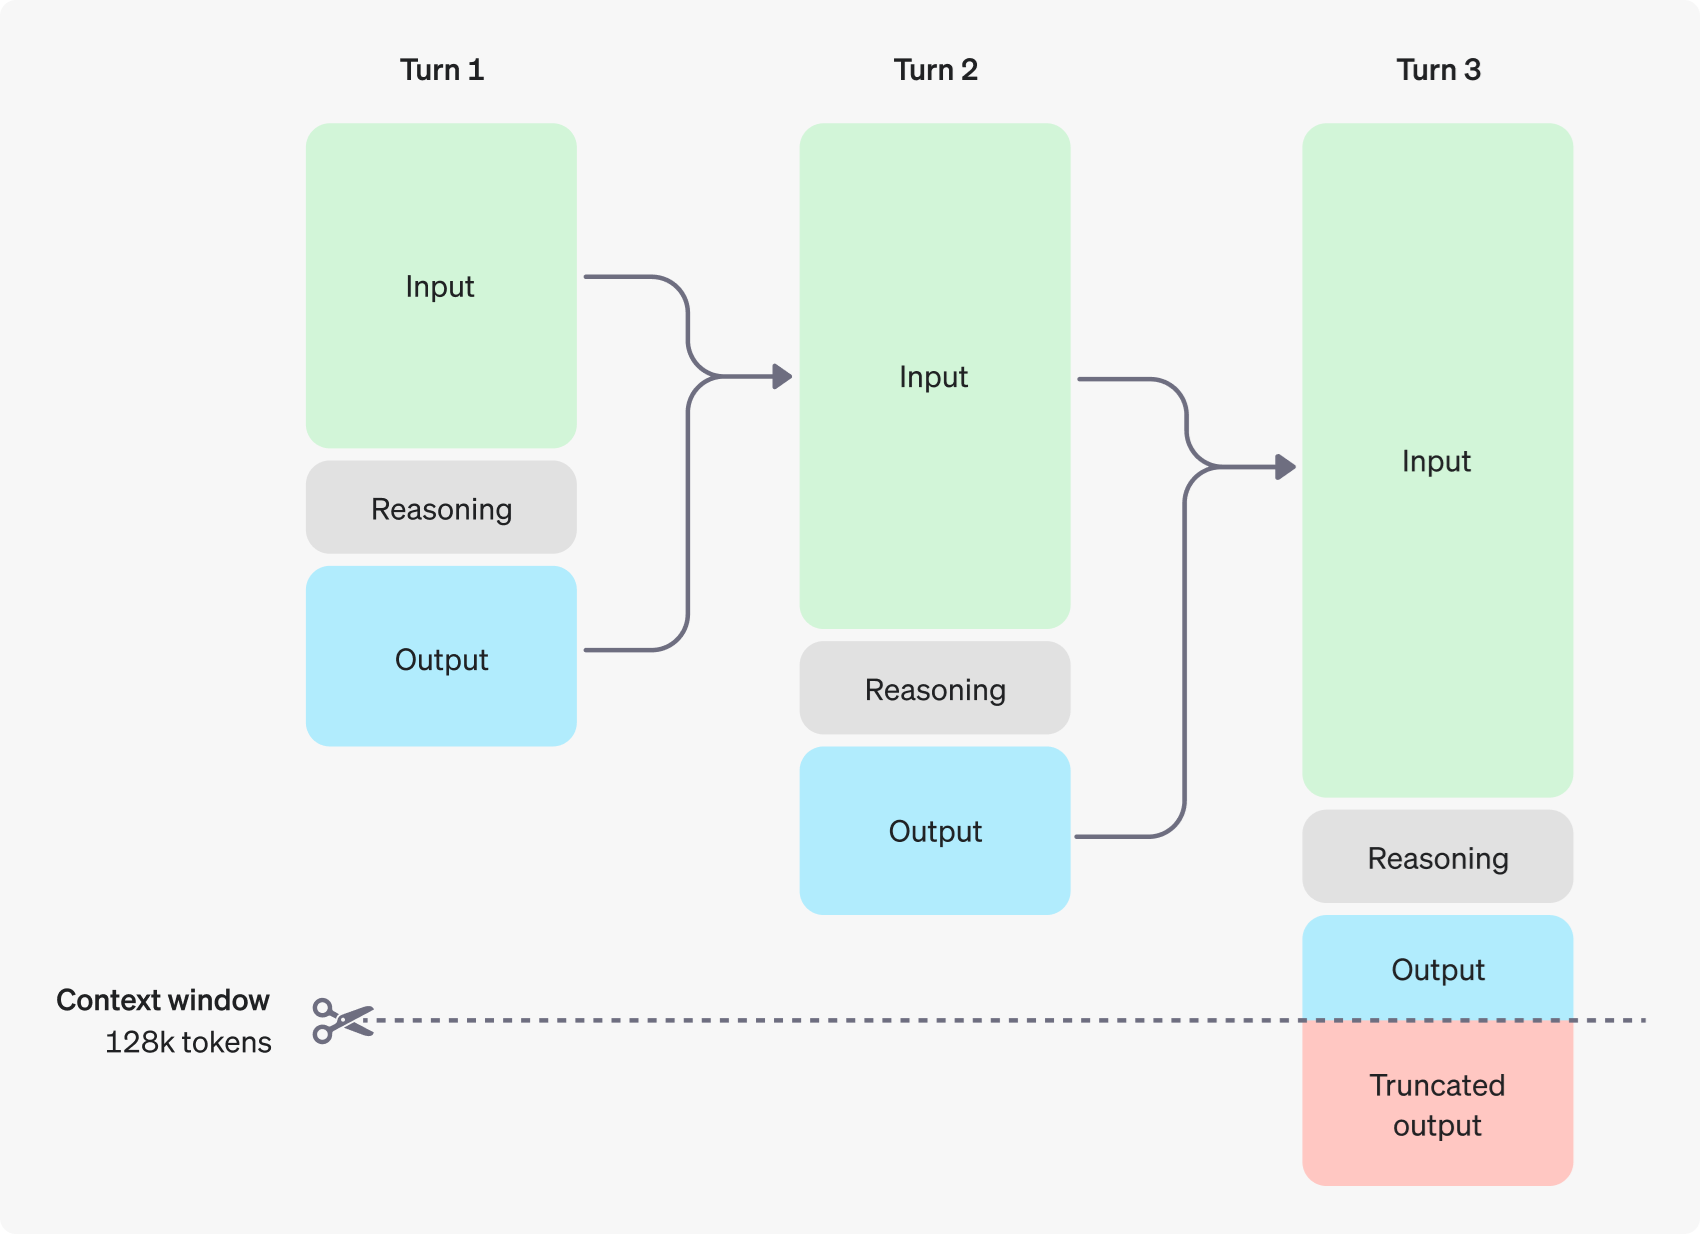 Turn 1
Turn 2
Turn 3
Input
Reasoning
Output
Input
Reasoning
Output
Input
Reasoning
Output
Truncated
output
Context window
128k tokens